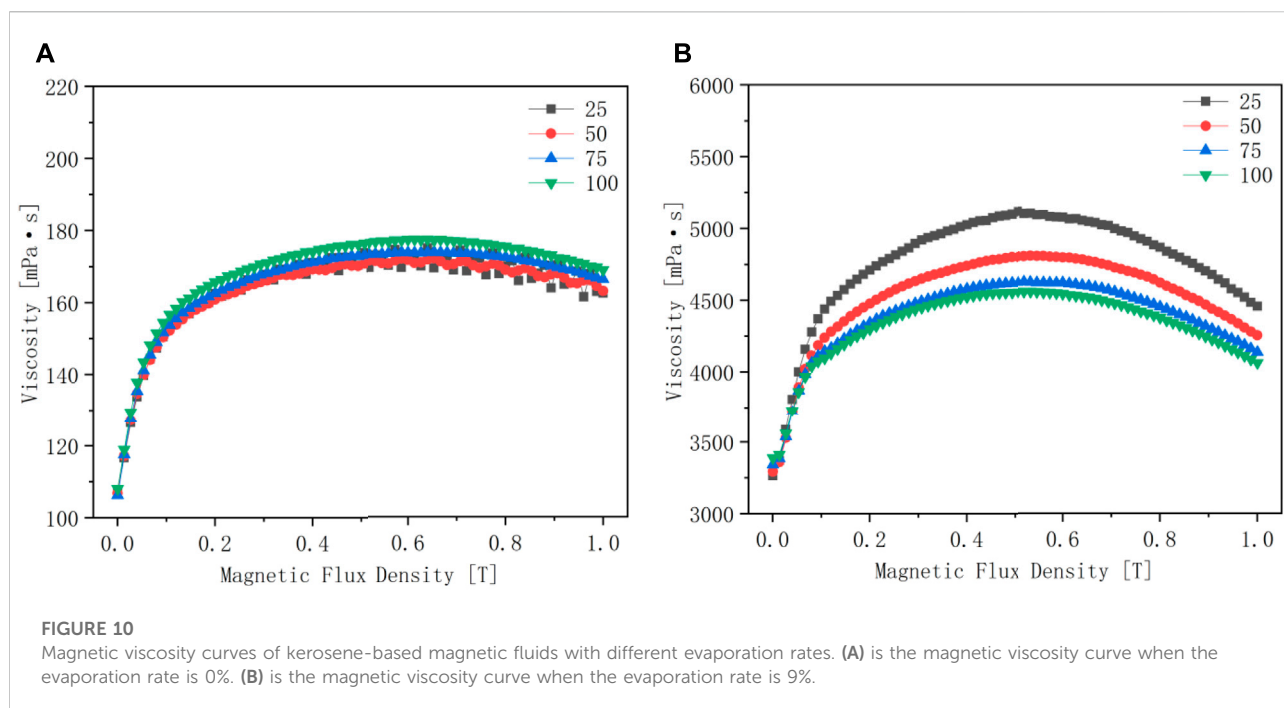 A
220
200
180
160
140
120
100
Viscosity [mPa•s]
25
50
75
100
0.0 0.2 0.4 0.6 0.8 1.0
Magnetic Flux Density [T]
B
6000
5500
5000
4500
4000
3500
3000
Viscosity [mPa•s]
25
50
75
100
0.0 0.2 0.4 0.6 0.8 1.0
Magnetic Flux Density [T]
FIGURE 10
Magnetic viscosity curves of kerosene-based magnetic fluids with different evaporation rates. (A) is the magnetic viscosity curve when the
evaporation rate is 0%. (B) is the magnetic viscosity curve when the evaporation rate is 9%.